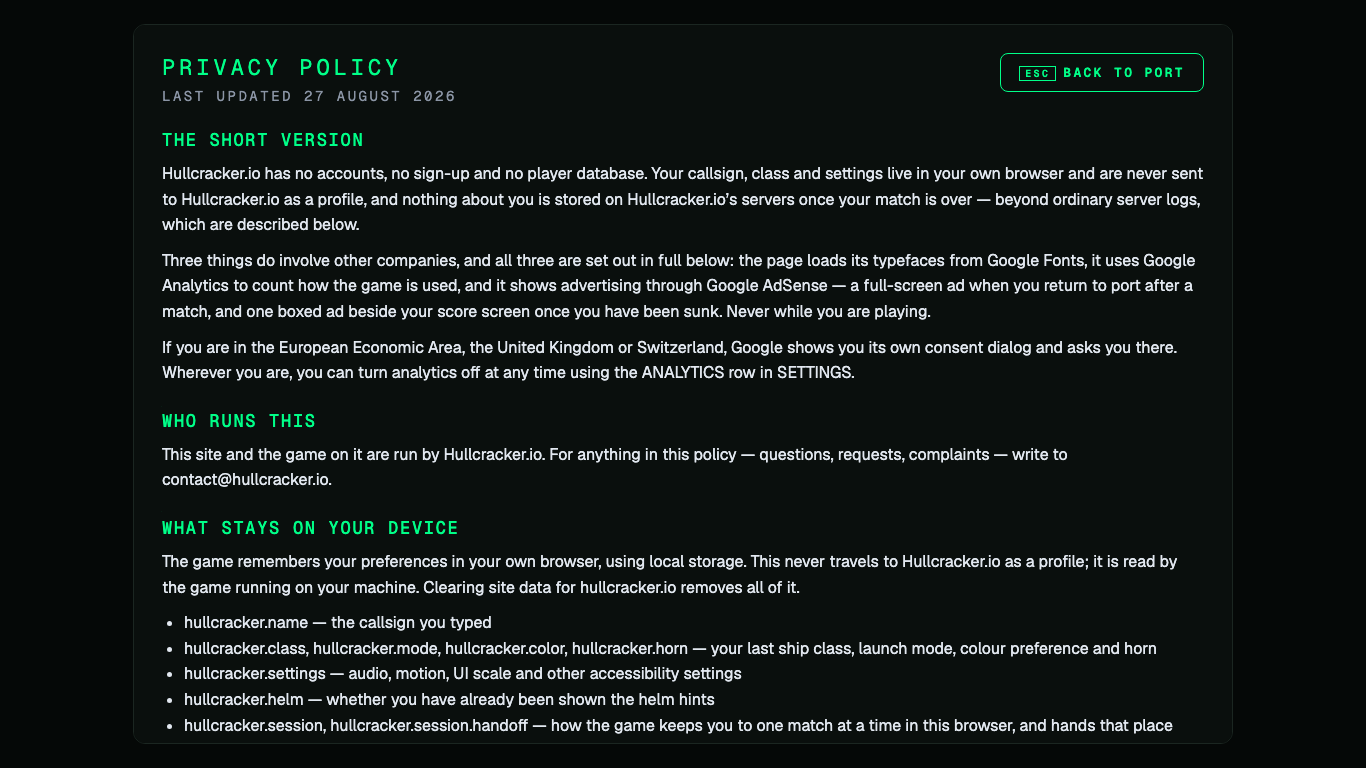 PRIVACY POLICY
LAST UPDATED 27 AUGUST 2026
ESC BACK TO PORT
THE SHORT VERSION
Hullcracker.io has no accounts, no sign-up and no player database. Your callsign, class and settings live in your own browser and are never sent
to Hullcracker.io as a profile, and nothing about you is stored on Hullcracker.io’s servers once your match is over — beyond ordinary server logs,
which are described below.
Three things do involve other companies, and all three are set out in full below: the page loads its typefaces from Google Fonts, it uses Google
Analytics to count how the game is used, and it shows advertising through Google AdSense — a full-screen ad when you return to port after a
match, and one boxed ad beside your score screen once you have been sunk. Never while you are playing.
If you are in the European Economic Area, the United Kingdom or Switzerland, Google shows you its own consent dialog and asks you there.
Wherever you are, you can turn analytics off at any time using the ANALYTICS row in SETTINGS.
WHO RUNS THIS
This site and the game on it are run by Hullcracker.io. For anything in this policy — questions, requests, complaints — write to
contact@hullcracker.io.
WHAT STAYS ON YOUR DEVICE
The game remembers your preferences in your own browser, using local storage. This never travels to Hullcracker.io as a profile; it is read by
the game running on your machine. Clearing site data for hullcracker.io removes all of it.
• hullcracker.name — the callsign you typed
• hullcracker.class, hullcracker.mode, hullcracker.color, hullcracker.horn — your last ship class, launch mode, colour preference and horn
• hullcracker.settings — audio, motion, UI scale and other accessibility settings
• hullcracker.helm — whether you have already been shown the helm hints
• hullcracker.session, hullcracker.session.handoff — how the game keeps you to one match at a time in this browser, and hands that place